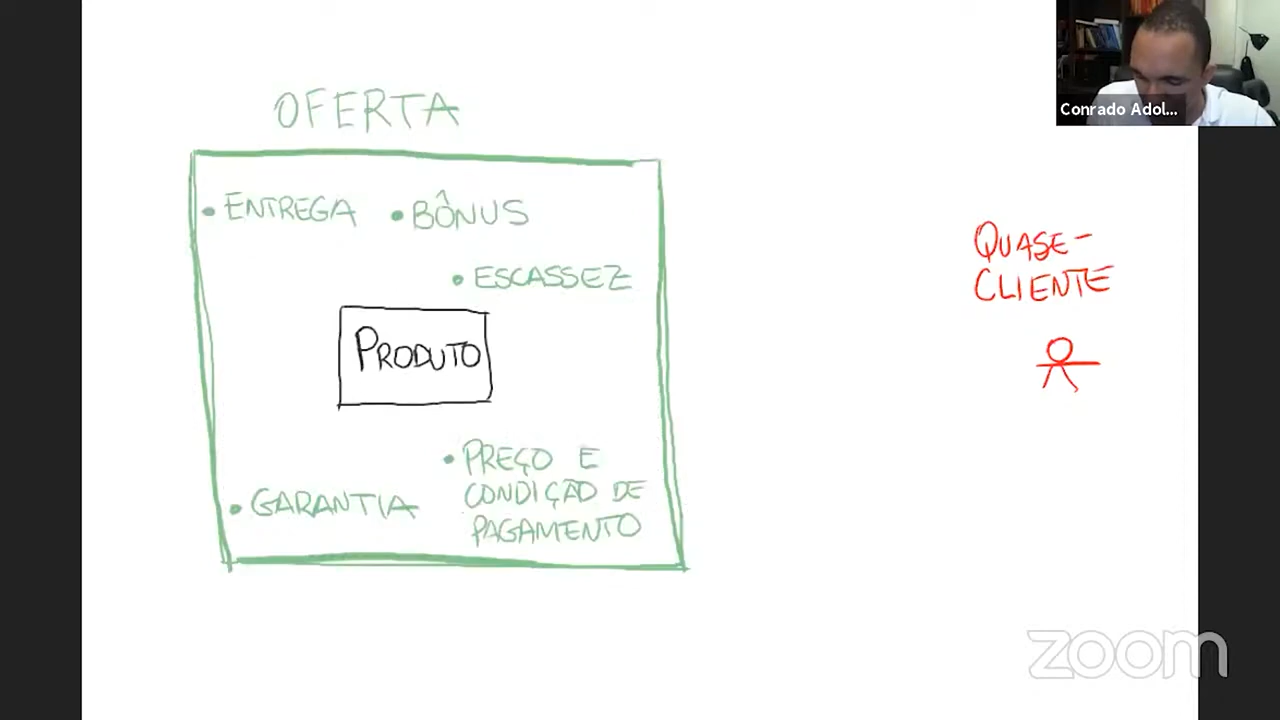 Conrado Adol...
OFERTA
• ENTREGA • BÔNUS
• ESCASSEZ
PRODUTO
• GARANTIA
• PREÇO E
CONDIÇÃO DE
PAGAMENTO
QUASE-
CLIENTE
zoom